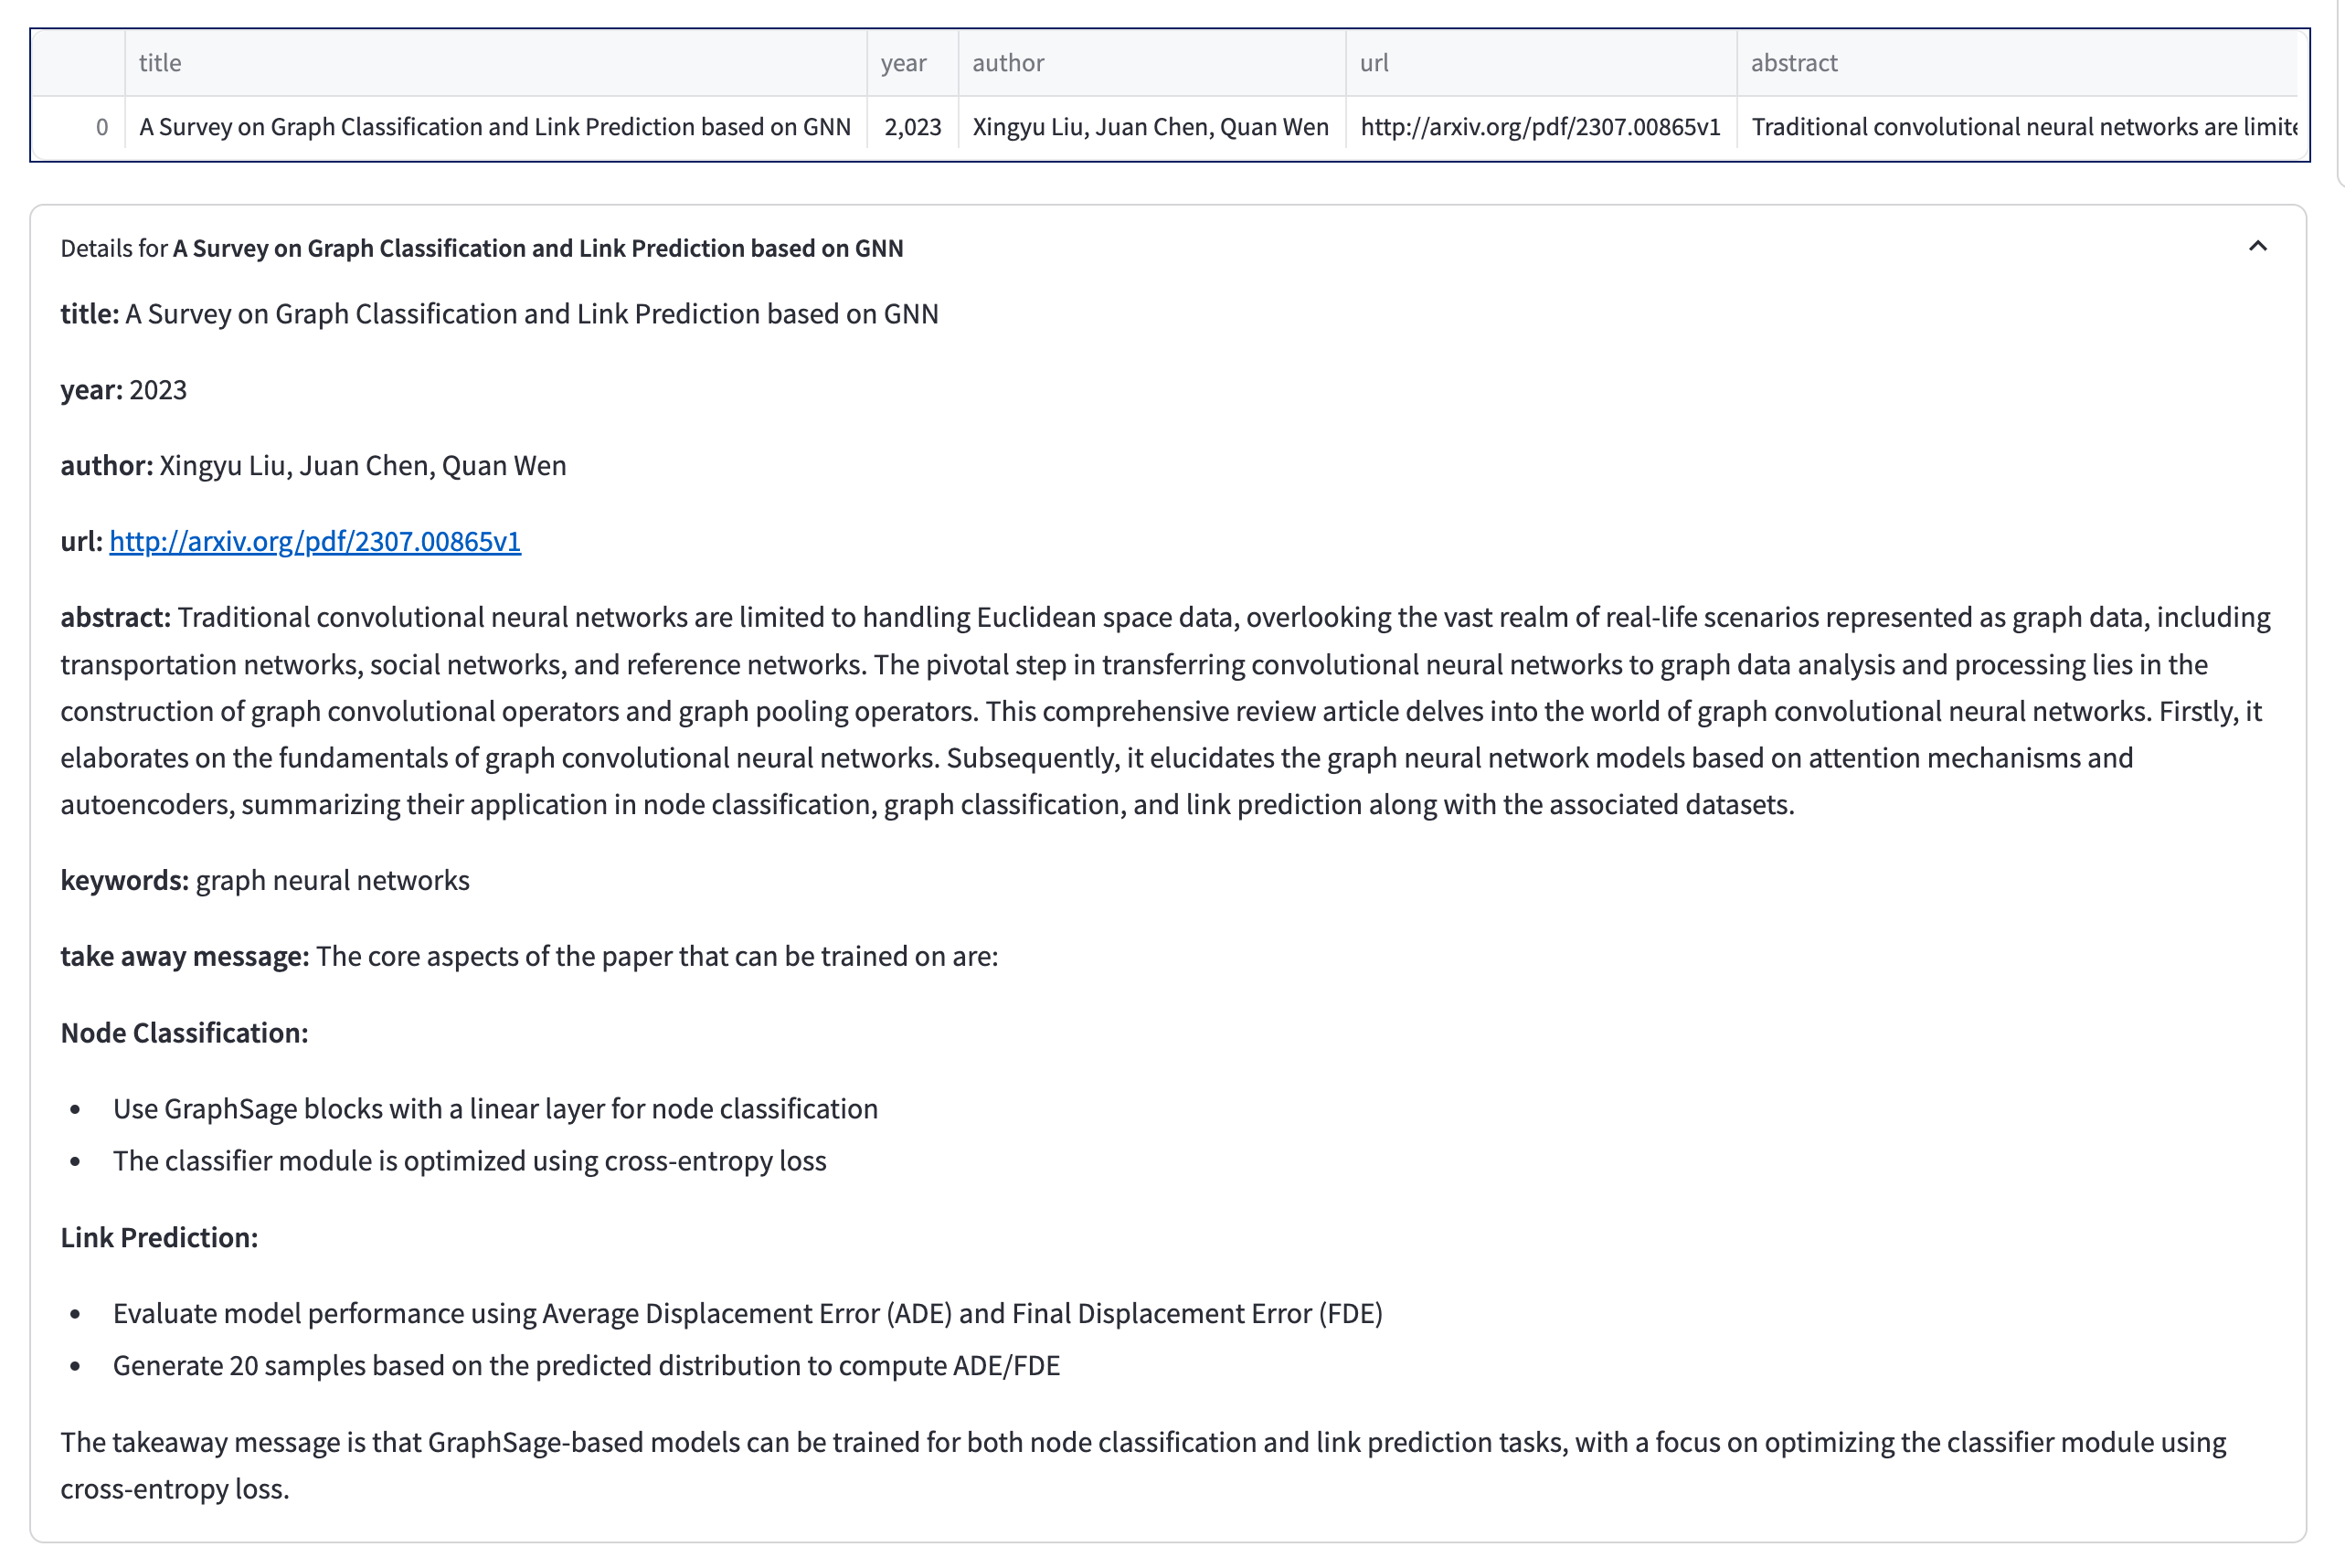 title year author url abstract
0 A Survey on Graph Classification and Link Prediction based on GNN 2,023 Xingyu Liu, Juan Chen, Quan Wen http://arxiv.org/pdf/2307.00865v1 Traditional convolutional neural networks are limite
Details for A Survey on Graph Classification and Link Prediction based on GNN
title: A Survey on Graph Classification and Link Prediction based on GNN
year: 2023
author: Xingyu Liu, Juan Chen, Quan Wen
url: http://arxiv.org/pdf/2307.00865v1
abstract: Traditional convolutional neural networks are limited to handling Euclidean space data, overlooking the vast realm of real-life scenarios represented as graph data, including
transportation networks, social networks, and reference networks. The pivotal step in transferring convolutional neural networks to graph data analysis and processing lies in the
construction of graph convolutional operators and graph pooling operators. This comprehensive review article delves into the world of graph convolutional neural networks. Firstly, it
elaborates on the fundamentals of graph convolutional neural networks. Subsequently, it elucidates the graph neural network models based on attention mechanisms and
autoencoders, summarizing their application in node classification, graph classification, and link prediction along with the associated datasets.
keywords: graph neural networks
take away message: The core aspects of the paper that can be trained on are:
Node Classification:
• Use GraphSage blocks with a linear layer for node classification
• The classifier module is optimized using cross-entropy loss
Link Prediction:
• Evaluate model performance using Average Displacement Error (ADE) and Final Displacement Error (FDE)
• Generate 20 samples based on the predicted distribution to compute ADE/FDE
The takeaway message is that GraphSage-based models can be trained for both node classification and link prediction tasks, with a focus on optimizing the classifier module using
cross-entropy loss.